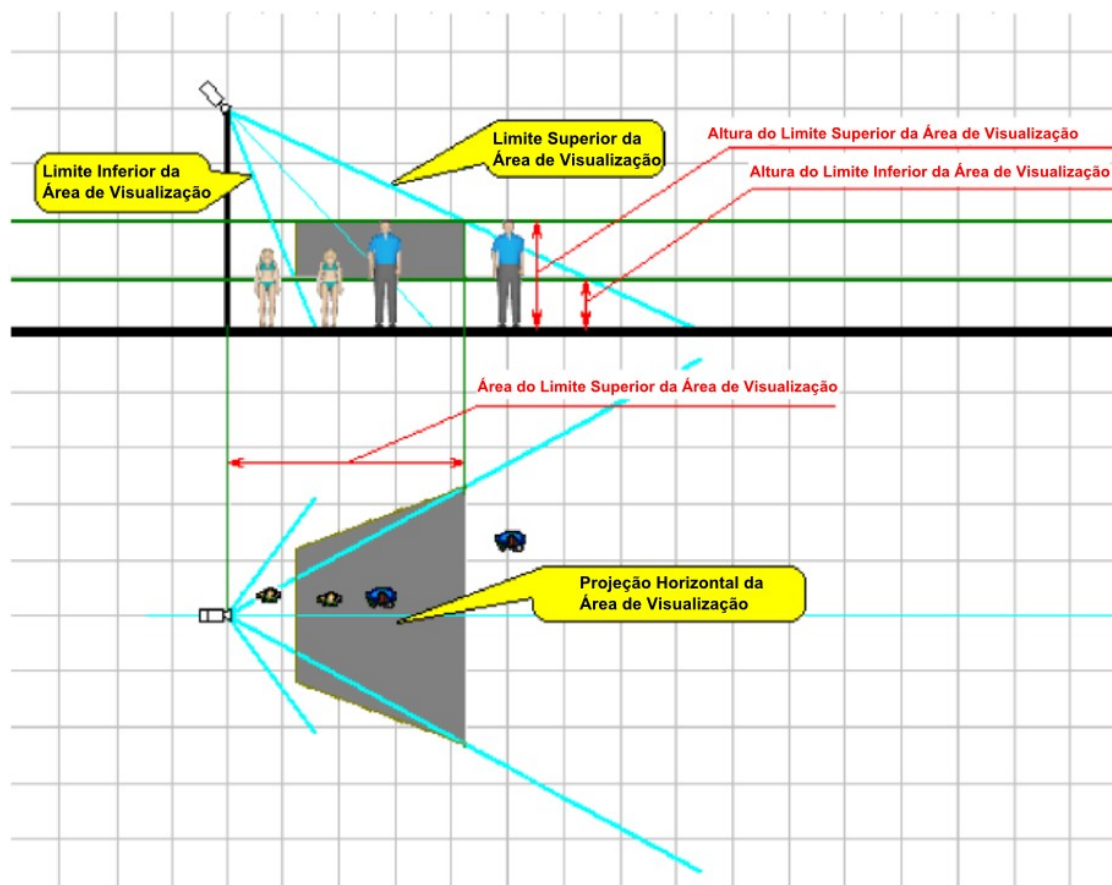 Limite Superior da
Área de Visualização
Altura do Limite Superior da Área de Visualização
Limite Inferior da
Área de Visualização
Altura do Limite Inferior da Área de Visualização
Área do Limite Superior da Área de Visualização
Projeção Horizontal da
Área de Visualização